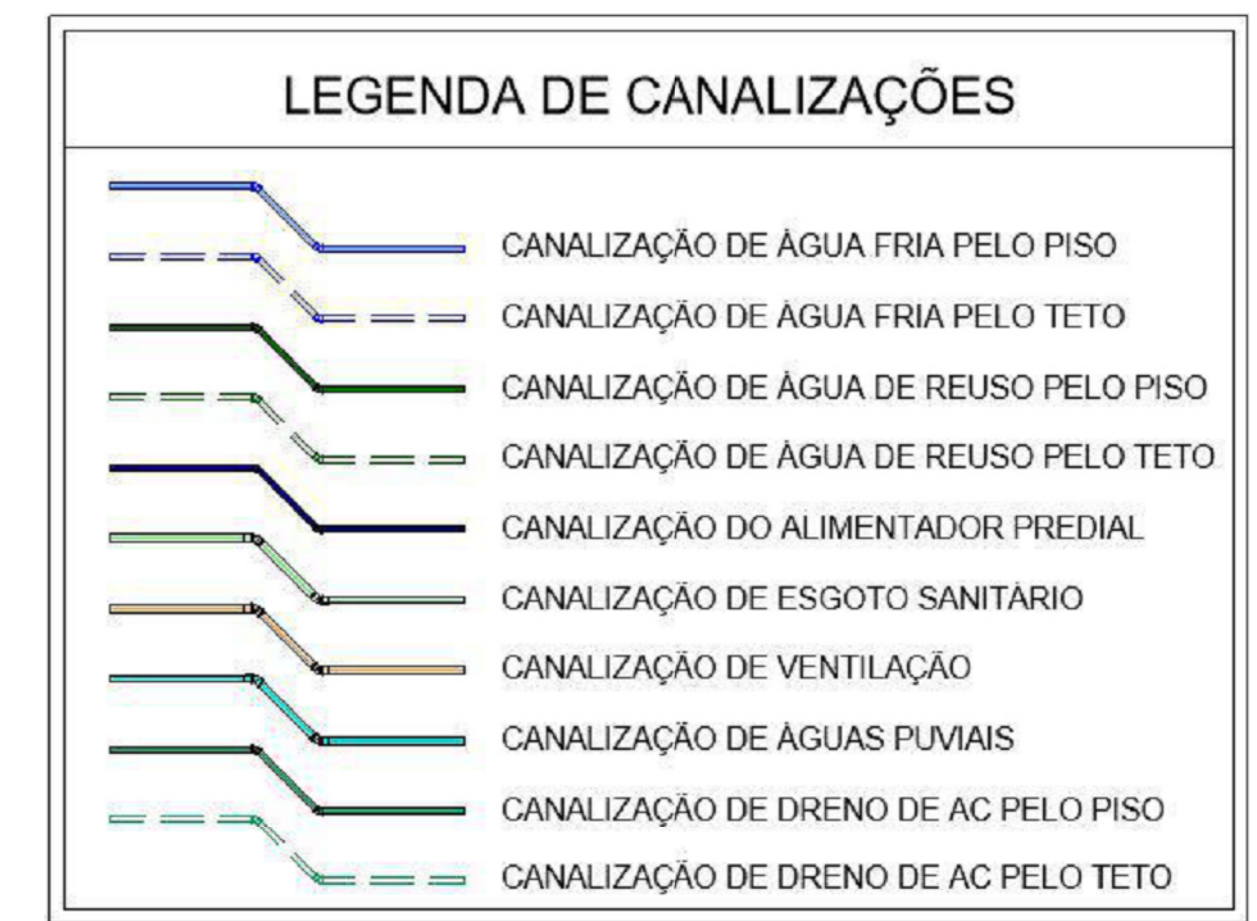 LEGENDA DE CANALIZAÇÕES
CANALIZAÇÃO DE ÁGUA FRIA PELO PISO
CANALIZAÇÃO DE ÁGUA FRIA PELO TETO
CANALIZAÇÃO DE ÁGUA DE REUSO PELO PISO
CANALIZAÇÃO DE ÁGUA DE REUSO PELO TETO
CANALIZAÇÃO DO ALIMENTADOR PREDIAL
CANALIZAÇÃO DE ESGOTO SANITÁRIO
CANALIZAÇÃO DE VENTILAÇÃO
CANALIZAÇÃO DE ÁGUAS PUVIAIS
CANALIZAÇÃO DE DRENO DE AC PELO PISO
CANALIZAÇÃO DE DRENO DE AC PELO TETO